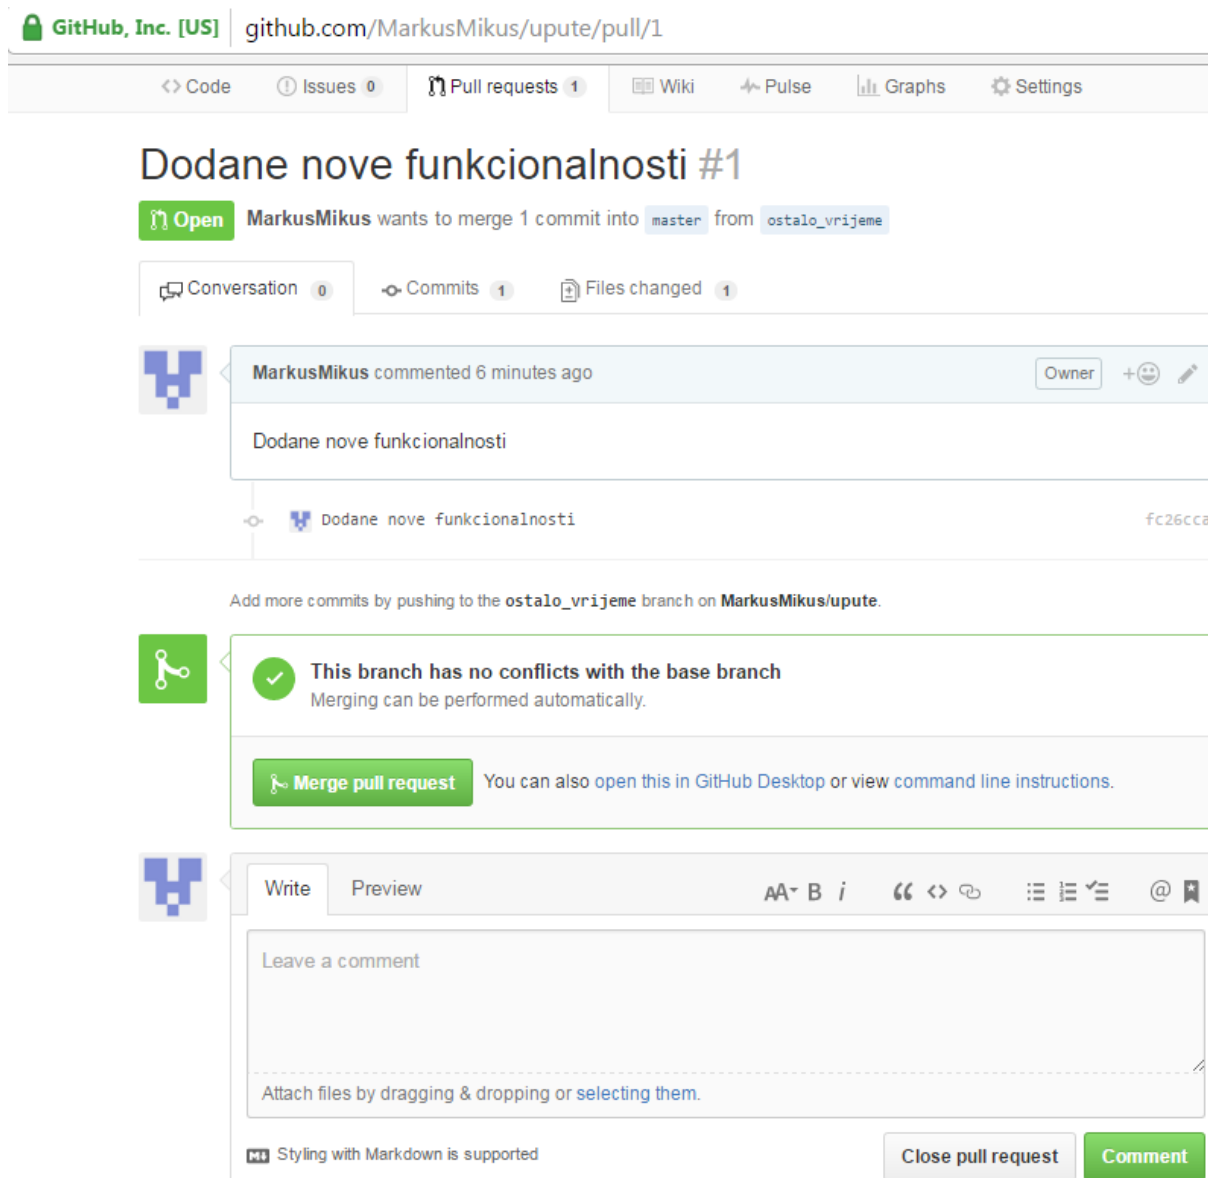 GitHub, Inc. [US] github.com/MarkusMikus/upute/pull/1
Code Issues 0 Pull requests 1 Wiki Pulse Graphs Settings
Dodane nove funkcionalnosti #1
Open MarkusMikus wants to merge 1 commit into master from ostalo_vrijeme
Conversation 0 Commits 1 Files changed 1
MarkusMikus commented 6 minutes ago Owner
Dodane nove funkcionalnosti
Dodane nove funkcionalnosti fc26cca
Add more commits by pushing to the ostalo_vrijeme branch on MarkusMikus/upute.
This branch has no conflicts with the base branch
Merging can be performed automatically.
Merge pull request You can also open this in GitHub Desktop or view command line instructions.
Write Preview AA B i
Leave a comment
Attach files by dragging & dropping or selecting them.
Styling with Markdown is supported Close pull request Comment